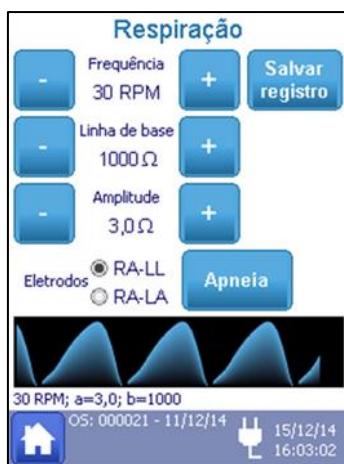 Respiração
- Frequência +
30 RPM
Salvar
registro
- Linha de base +
1000 Ω
- Amplitude +
3,0 Ω
Eletrodos
RA-LL
RA-LA
Apneia
30 RPM; a=3,0; b=1000
OS: 000021 - 11/12/14
15/12/14
16:03:02